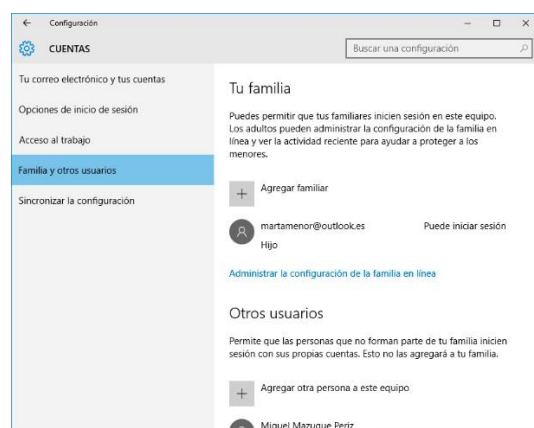 Configuración
CUENTAS
Buscar una configuración
Tu correo electrónico y tus cuentas
Opciones de inicio de sesión
Acceso al trabajo
Familia y otros usuarios
Sincronizar la configuración
Tu familia
Puedes permitir que tus familiares inicien sesión en este equipo.
Los adultos pueden administrar la configuración de la familia en
línea y ver la actividad reciente para ayudar a proteger a los
menores.
Agregar familiar
martamenor@outlook.es Puede iniciar sesión
Hijo
Administrar la configuración de la familia en línea
Otros usuarios
Permite que las personas que no forman parte de tu familia inicien
sesión con sus propias cuentas. Esto no las agregará a tu familia.
Agregar otra persona a este equipo
Miguel Mazuque Periz